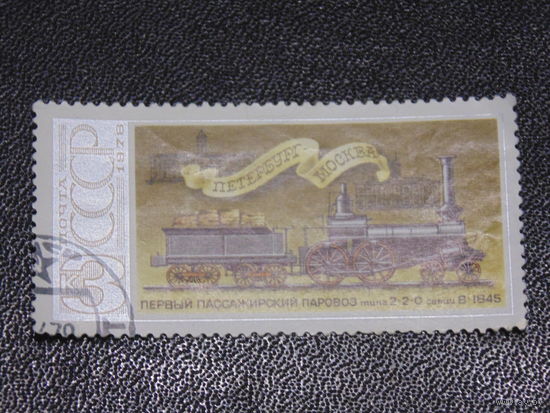 ПОЧТА
СССР
1978
5
ПЕТЕРБУРГ-
МОСКВА
ПЕРВЫЙ ПАССАЖИРСКИЙ ПАРОВОЗ типа 2-2-0 серии В·1845